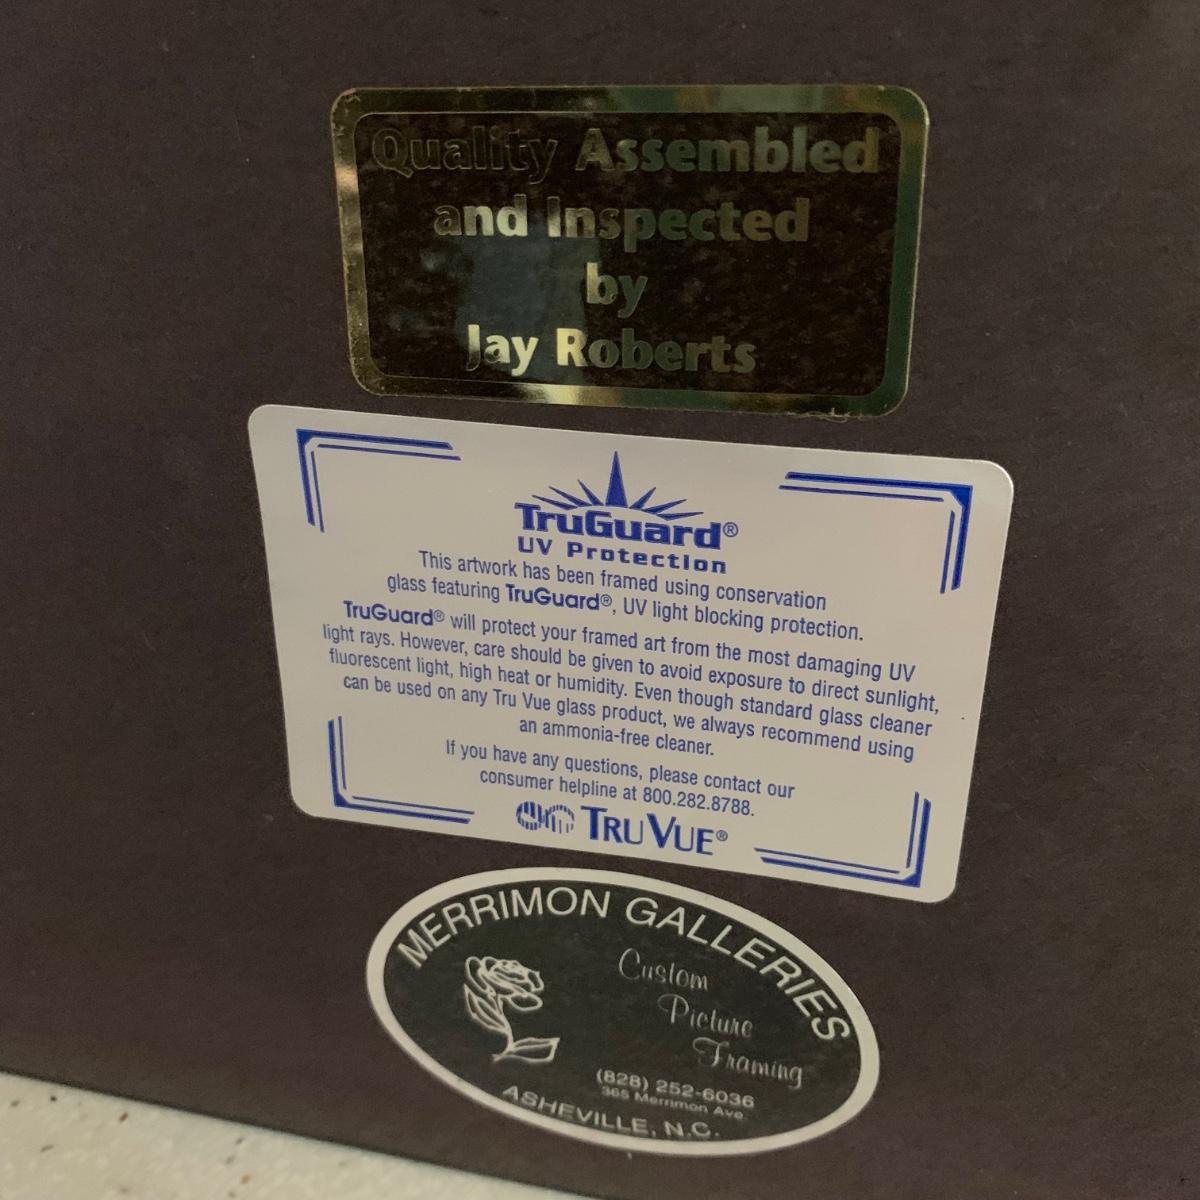 Quality Assembled
and Inspected
by
Jay Roberts
TruGuard®
UV Protection
This artwork has been framed using conservation
glass featuring TruGuard®, UV light blocking protection.
TruGuard® will protect your framed art from the most damaging UV
light rays. However, care should be given to avoid exposure to direct sunlight,
fluorescent light, high heat or humidity. Even though standard glass cleaner
can be used on any Tru Vue glass product, we always recommend using
an ammonia-free cleaner.
If you have any questions, please contact our
consumer helpline at 800.282.8788.
TRU VUE®
MERRIMON GALLERIES
Custom
Picture
Framing
(828) 252-6036
365 Merrimon Ave.
ASHEVILLE, N.C.